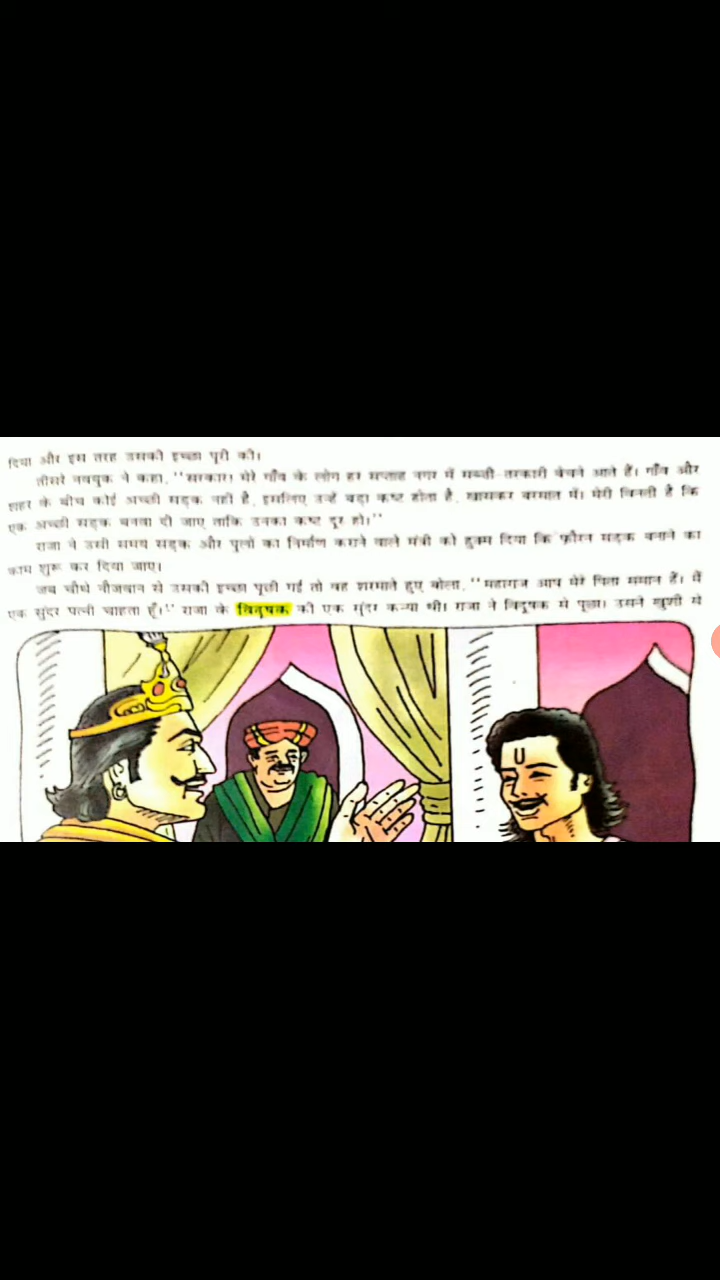 दिया और इस तरह उसकी इच्छा पूरी की।
तीसरे नवयुवक ने कहा, "सरकार! मेरे गाँव के लोग हर सप्ताह नगर में सब्जी-तरकारी बेचने आते हैं। गाँव और
शहर के बीच कोई अच्छी सड़क नहीं है, इसलिए उन्हें बड़ा कष्ट होता है, खासकर बरसात में। मेरी विनती है कि
एक अच्छी सड़क बनवा दी जाए ताकि उनका कष्ट दूर हो।"
राजा ने उसी समय सड़क और पुलों का निर्माण कराने वाले मंत्री को हुक्म दिया कि फौरन सड़क बनाने का
काम शुरू कर दिया जाए।
जब चौथे नौजवान से उसकी इच्छा पूछी गई तो वह शरमाते हुए बोला, "महाराज आप मेरे पिता समान हैं। मैं
एक सुंदर पत्नी चाहता हूँ।" राजा के विदूषक की एक सुंदर कन्या थी। राजा ने विदूषक से पूछा। उसने खुशी से